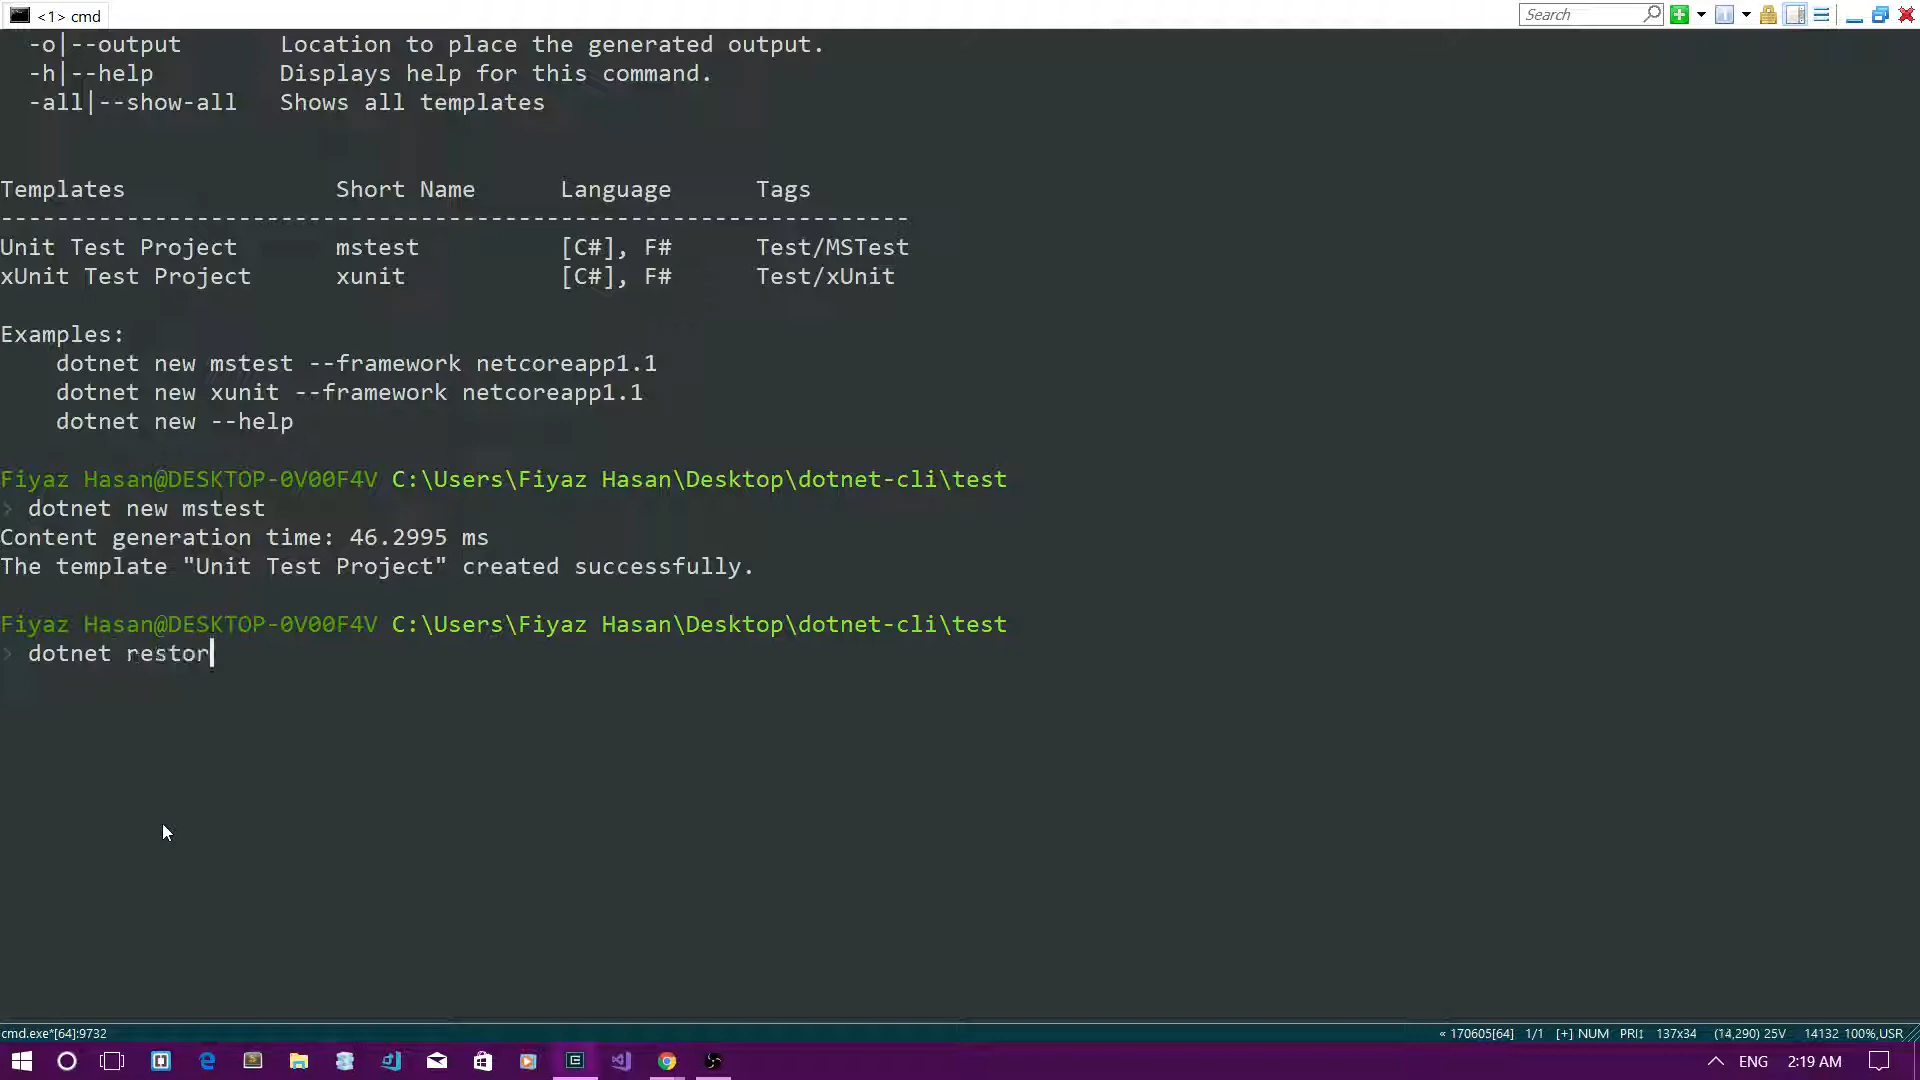 <1> cmd
Search
-o|--output Location to place the generated output.
-h|--help Displays help for this command.
-all|--show-all Shows all templates
Templates Short Name Language Tags
-----------------------------------------------------------------
Unit Test Project mstest [C#], F# Test/MSTest
xUnit Test Project xunit [C#], F# Test/xUnit
Examples:
dotnet new mstest --framework netcoreapp1.1
dotnet new xunit --framework netcoreapp1.1
dotnet new --help
Fiyaz Hasan@DESKTOP-0V00F4V C:\Users\Fiyaz Hasan\Desktop\dotnet-cli\test
> dotnet new mstest
Content generation time: 46.2995 ms
The template "Unit Test Project" created successfully.
Fiyaz Hasan@DESKTOP-0V00F4V C:\Users\Fiyaz Hasan\Desktop\dotnet-cli\test
> dotnet restor
cmd.exe*[64]:9732 « 170605[64] 1/1 [+] NUM PRI↕ 137x34 (14,290) 25V 14132 100%,USR
ENG 2:19 AM